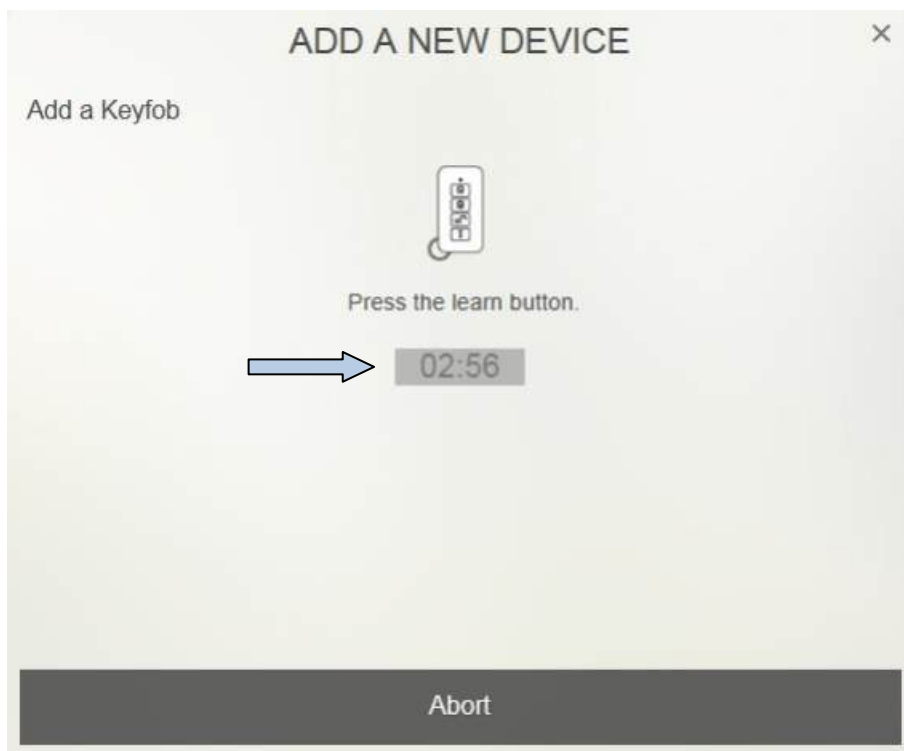 ADD A NEW DEVICE
Add a Keyfob
Press the learn button.
02:56
Abort